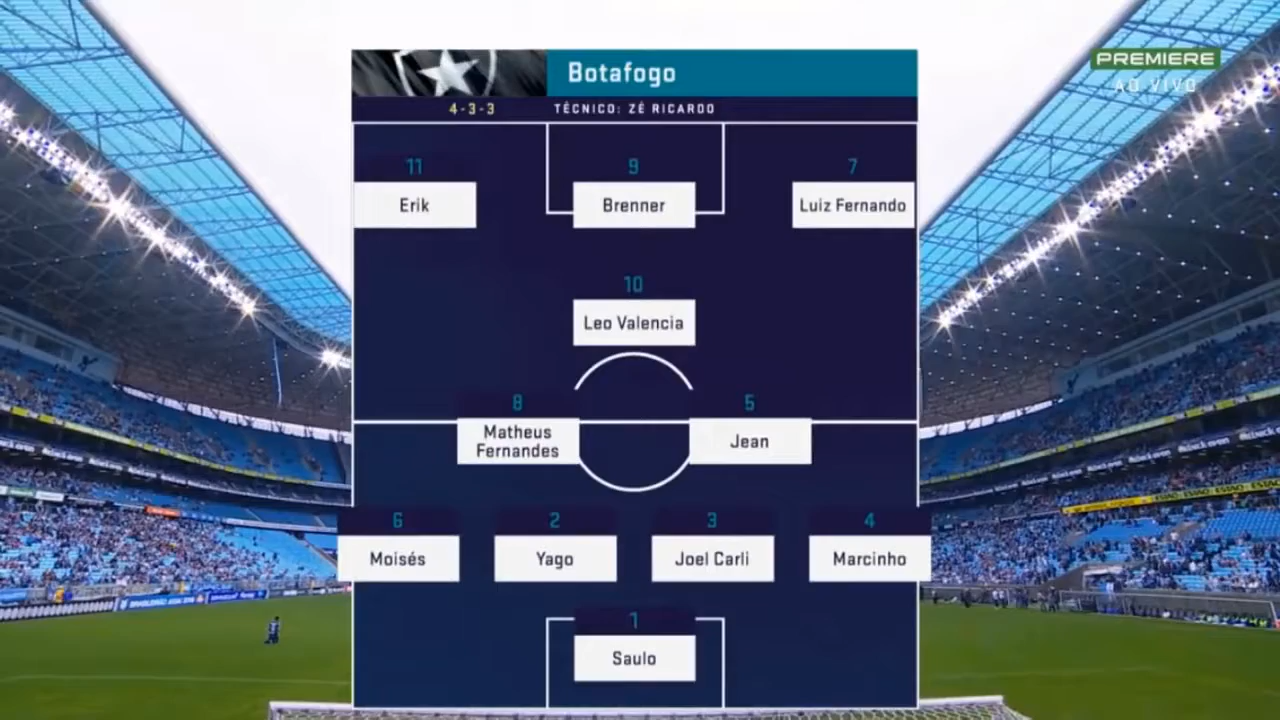 Botafogo
PREMIERE
AO VIVO
4-3-3 TÉCNICO: ZÉ RICARDO
11 9 7
Erik Brenner Luiz Fernando
10
Leo Valencia
8 5
Matheus
Fernandes
Jean
6 2 3 4
Moisés Yago Joel Carli Marcinho
1
Saulo